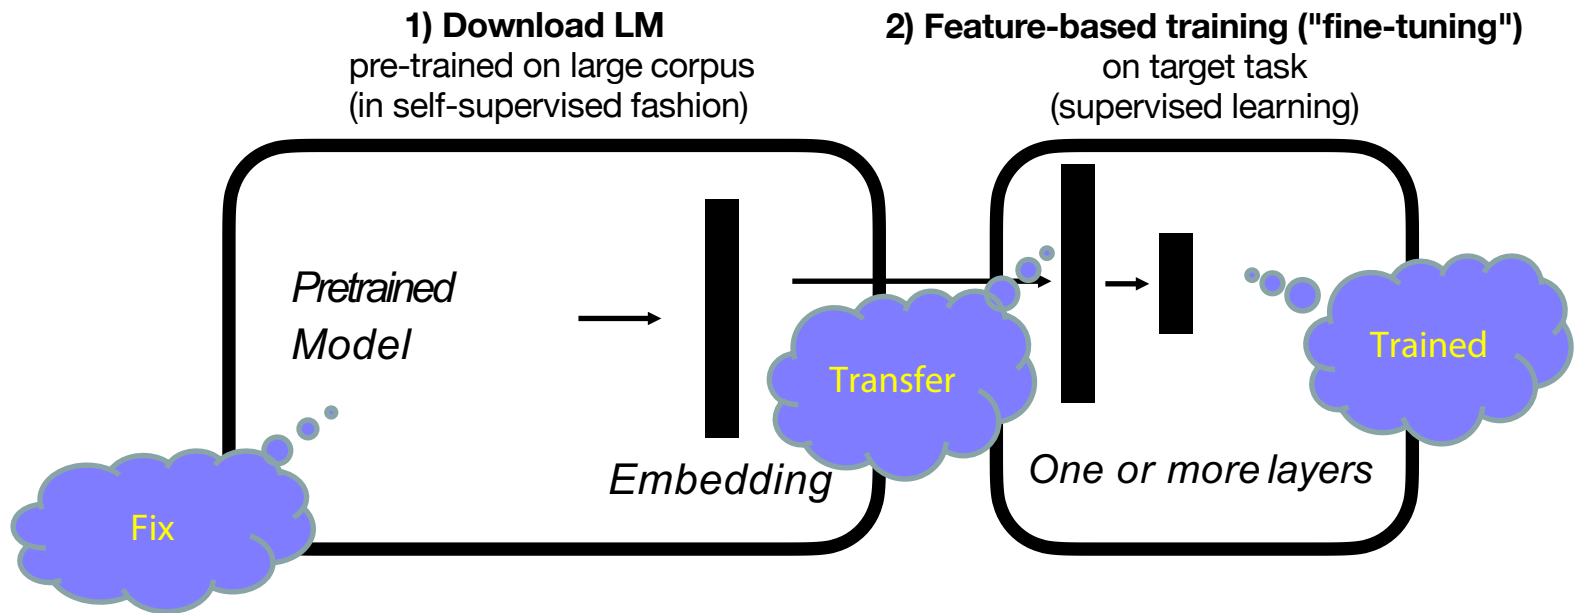 1) Download LM
pre-trained on large corpus
(in self-supervised fashion)
2) Feature-based training ("fine-tuning")
on target task
(supervised learning)
Pretrained
Model
Embedding
One or more layers
Fix
Transfer
Trained